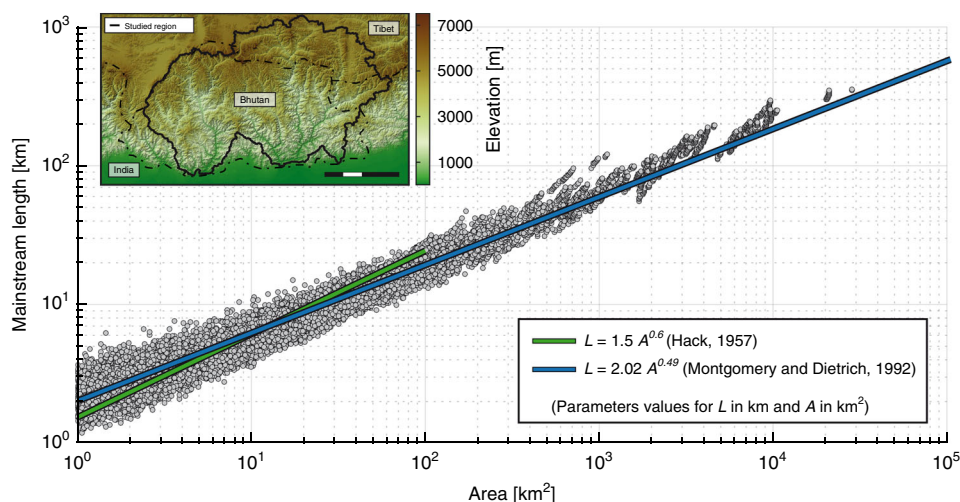 Mainstream length [km]
10³
10²
10¹
10⁰
Studied region
Tibet
Bhutan
India
7000
5000
3000
1000
Elevation [m]
L = 1.5 A^0.6 (Hack, 1957)
L = 2.02 A^0.49 (Montgomery and Dietrich, 1992)
(Parameters values for L in km and A in km²)
10⁰
10¹
10²
10³
10⁴
10⁵
Area [km²]